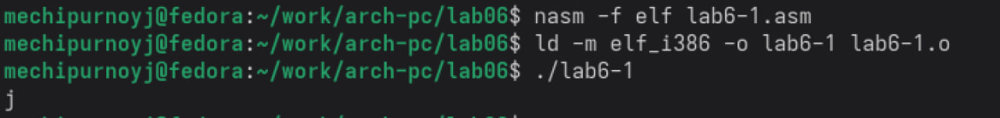 mechipurnoyj@fedora:~/work/arch-pc/lab06$ nasm -f elf lab6-1.asm
mechipurnoyj@fedora:~/work/arch-pc/lab06$ ld -m elf_i386 -o lab6-1 lab6-1.o
mechipurnoyj@fedora:~/work/arch-pc/lab06$ ./lab6-1
j